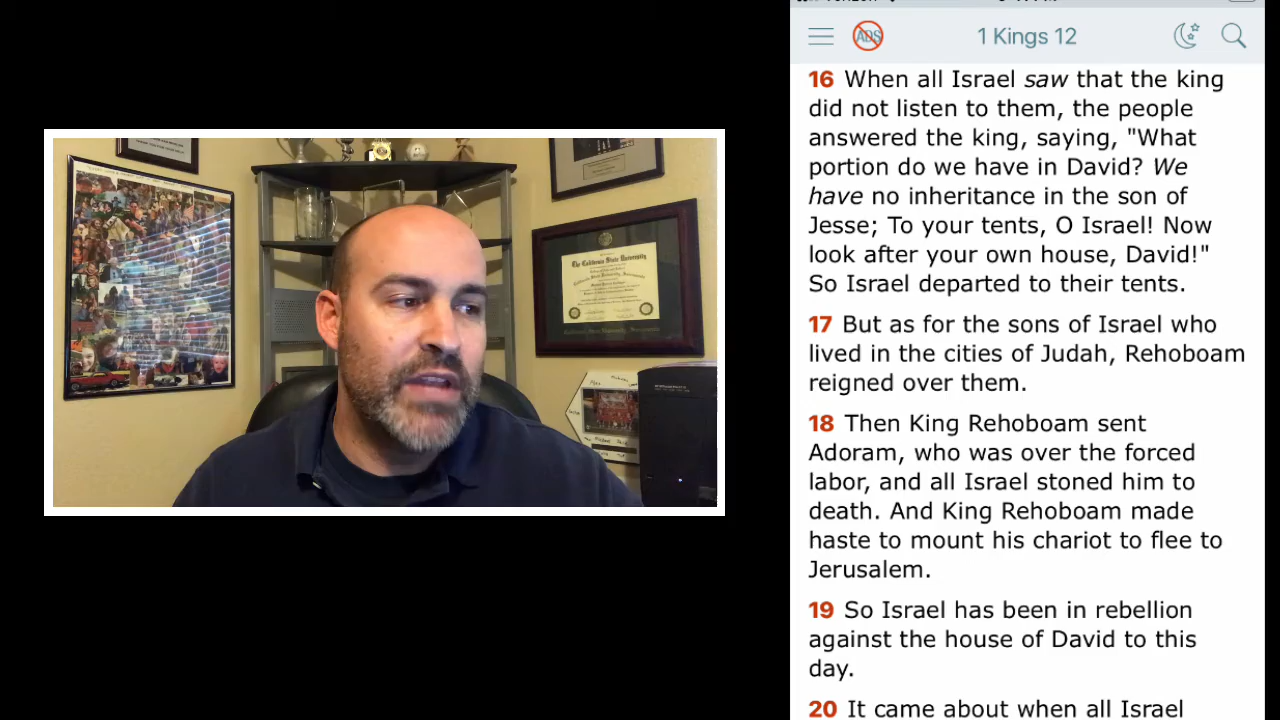 ADS
1 Kings 12
16 When all Israel saw that the king
did not listen to them, the people
answered the king, saying, "What
portion do we have in David? We
have no inheritance in the son of
Jesse; To your tents, O Israel! Now
look after your own house, David!"
So Israel departed to their tents.
17 But as for the sons of Israel who
lived in the cities of Judah, Rehoboam
reigned over them.
18 Then King Rehoboam sent
Adoram, who was over the forced
labor, and all Israel stoned him to
death. And King Rehoboam made
haste to mount his chariot to flee to
Jerusalem.
19 So Israel has been in rebellion
against the house of David to this
day.
20 It came about when all Israel
The California State University